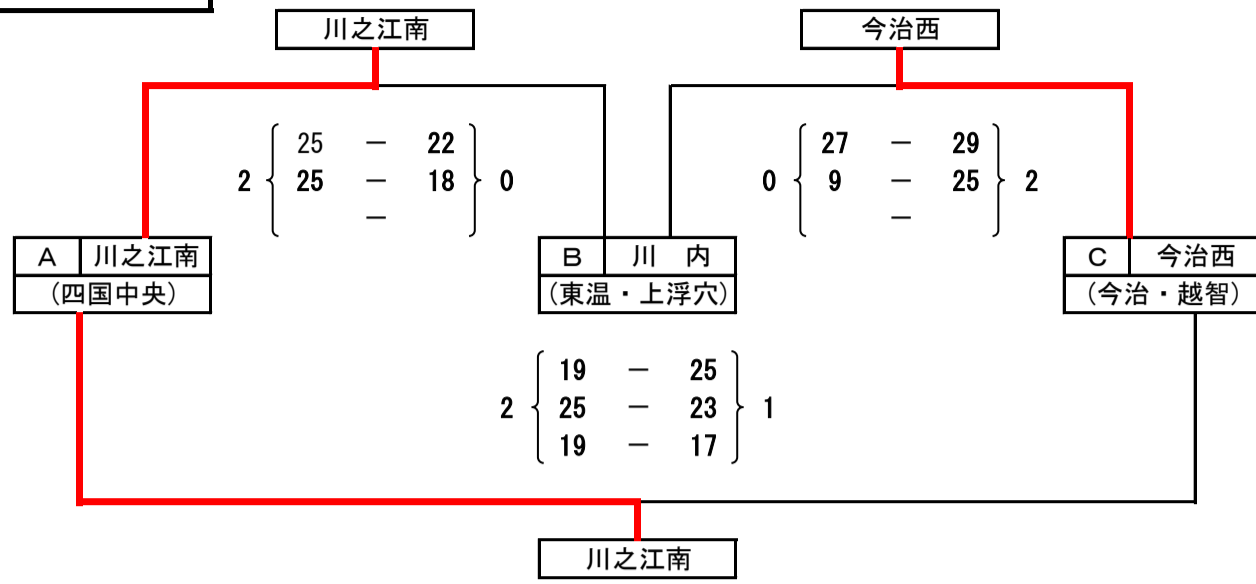 川之江南 今治西
25 － 22 27 － 29
2 25 － 18 0 0 9 － 25 2
－ －
A 川之江南 B 川 内 C 今治西
(四国中央) (東温・上浮穴) (今治・越智)
19 － 25
2 25 － 23 1
19 － 17
川之江南